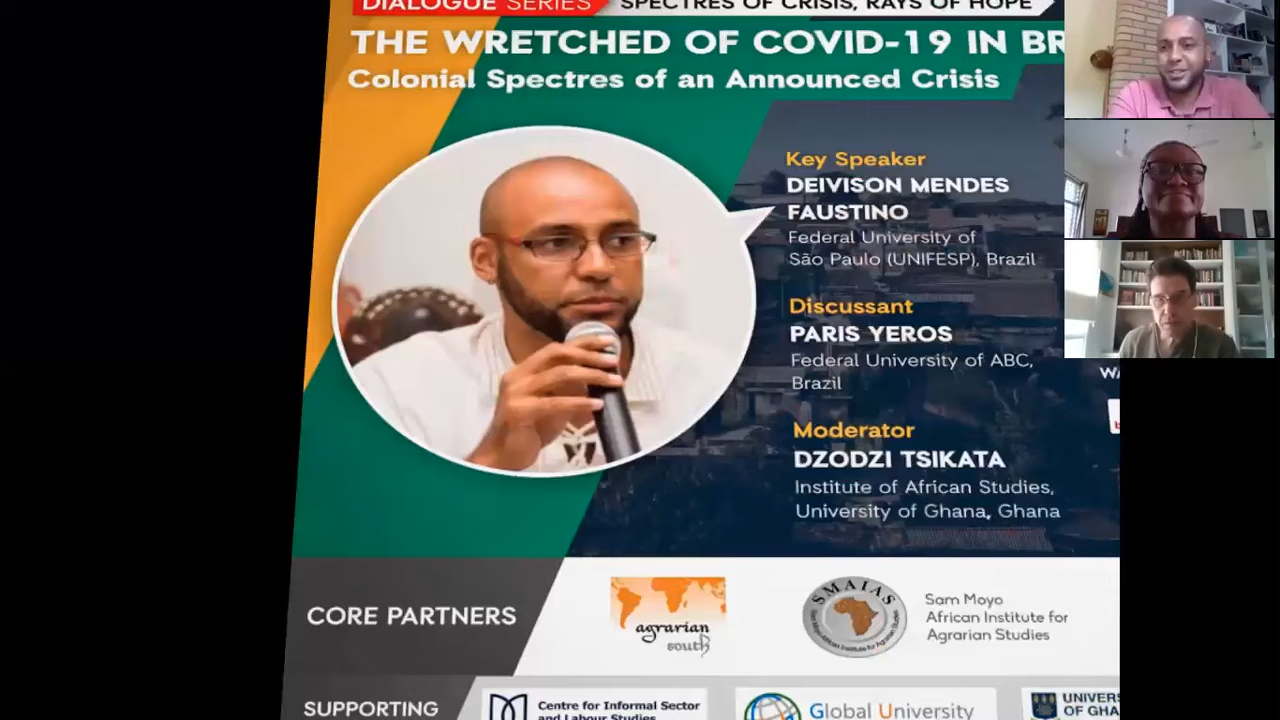 DIALOGUE SERIES
SPECTRES OF CRISIS, RAYS OF HOPE
THE WRETCHED OF COVID-19 IN BR
Colonial Spectres of an Announced Crisis
Key Speaker
DEIVISON MENDES
FAUSTINO
Federal University of
São Paulo (UNIFESP), Brazil
Discussant
PARIS YEROS
Federal University of ABC,
Brazil
Moderator
DZODZI TSIKATA
Institute of African Studies,
University of Ghana, Ghana
WA
CORE PARTNERS
agrarian
south
SMAIAS
Sam Moyo
African Institute for
Agrarian Studies
SUPPORTING
Centre for Informal Sector
and Labour Studies
Global University
UNIVERS
OF GHA